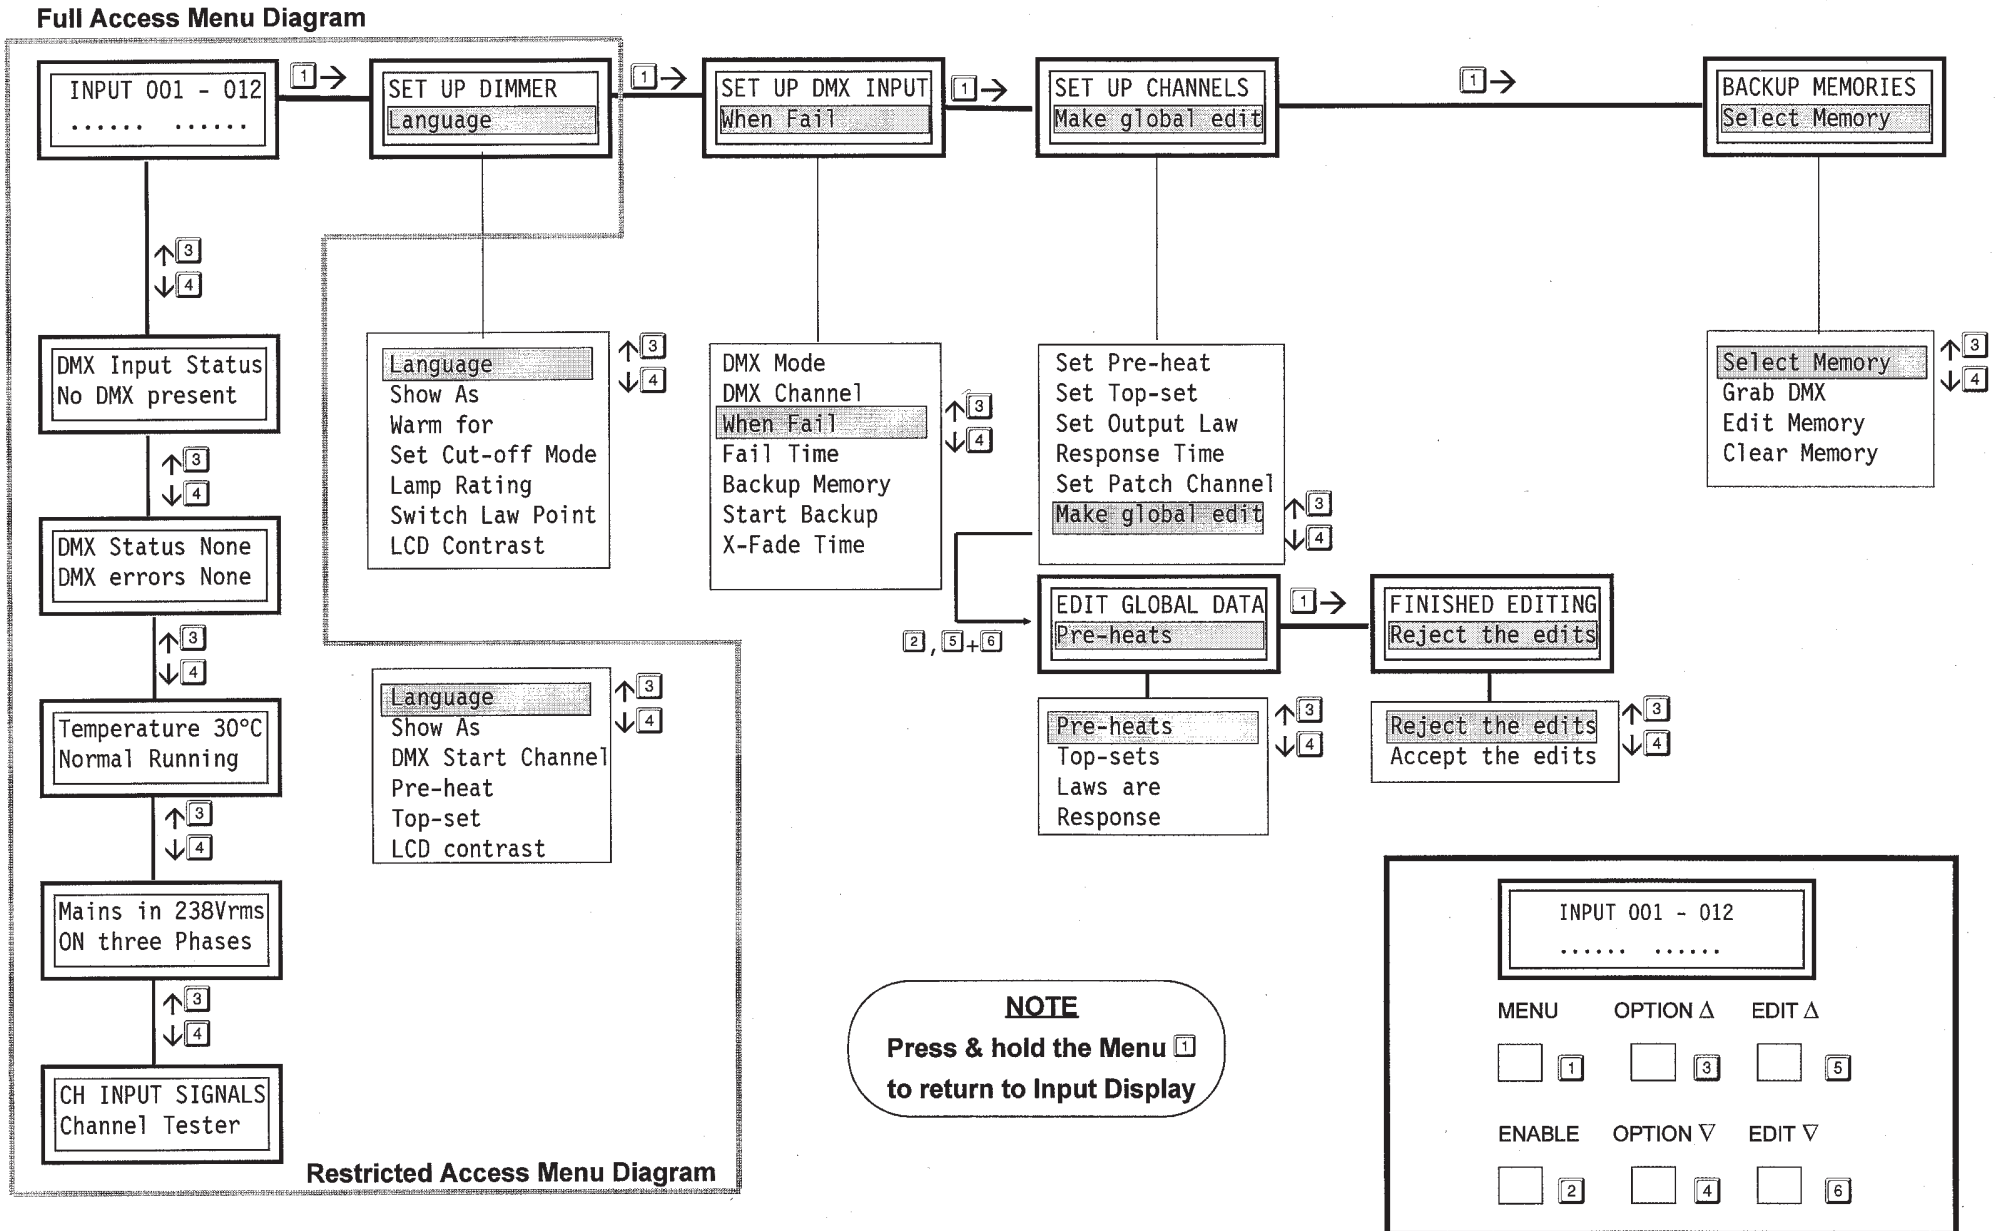 Full Access Menu Diagram
INPUT 001 - 012
...... ......
1
SET UP DIMMER
Language
1
SET UP DMX INPUT
When Fail
1
SET UP CHANNELS
Make global edit
1
BACKUP MEMORIES
Select Memory
3
4
DMX Input Status
No DMX present
3
4
DMX Status None
DMX errors None
3
4
Temperature 30°C
Normal Running
3
4
Mains in 238Vrms
ON three Phases
3
4
CH INPUT SIGNALS
Channel Tester
Language
Show As
Warm for
Set Cut-off Mode
Lamp Rating
Switch Law Point
LCD Contrast
3
4
Language
Show As
DMX Start Channel
Pre-heat
Top-set
LCD contrast
3
4
Restricted Access Menu Diagram
DMX Mode
DMX Channel
When Fail
Fail Time
Backup Memory
Start Backup
X-Fade Time
3
4
Set Pre-heat
Set Top-set
Set Output Law
Response Time
Set Patch Channel
Make global edit
3
4
2, 5+6
EDIT GLOBAL DATA
Pre-heats
1
FINISHED EDITING
Reject the edits
Pre-heats
Top-sets
Laws are
Response
3
4
Reject the edits
Accept the edits
3
4
Select Memory
Grab DMX
Edit Memory
Clear Memory
3
4
NOTE
Press & hold the Menu 1
to return to Input Display
INPUT 001 - 012
...... ......
MENU OPTION Δ EDIT Δ
1 3 5
ENABLE OPTION ∇ EDIT ∇
2 4 6